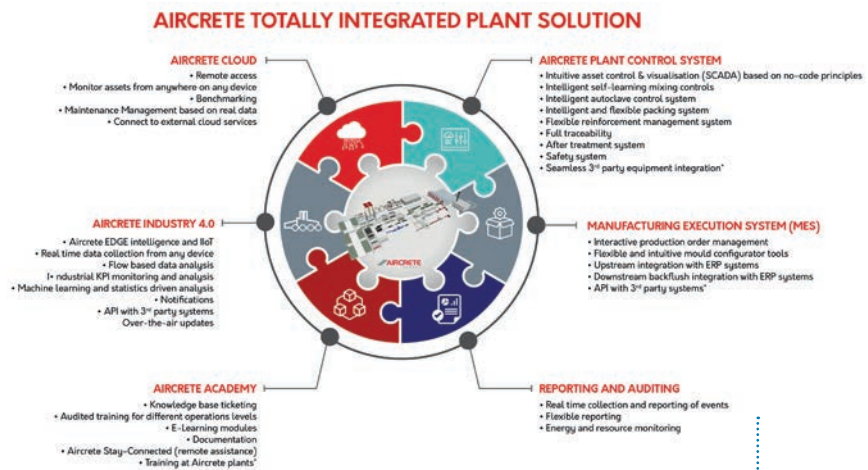 AIRCRETE TOTALLY INTEGRATED PLANT SOLUTION
AIRCRETE CLOUD
• Remote access
• Monitor assets from anywhere on any device
• Benchmarking
• Maintenance Management based on real data
• Connect to external cloud services
AIRCRETE PLANT CONTROL SYSTEM
• Intuitive asset control & visualisation (SCADA) based on no-code principles
• Intelligent self-learning mixing controls
• Intelligent autoclave control system
• Intelligent and flexible packing system
• Flexible reinforcement management system
• Full traceability
• After treatment system
• Safety system
• Seamless 3rd party equipment integration*
AIRCRETE INDUSTRY 4.0
• Aircrete EDGE intelligence and IIoT
• Real time data collection from any device
• Flow based data analysis
I• ndustrial KPI monitoring and analysis
• Machine learning and statistics driven analysis
• Notifications
• API with 3rd party systems
Over-the-air updates
MANUFACTURING EXECUTION SYSTEM (MES)
• Interactive production order management
• Flexible and intuitive mould configurator tools
• Upstream integration with ERP systems
• Downstream backflush integration with ERP systems
• API with 3rd party systems*
AIRCRETE
AIRCRETE ACADEMY
• Knowledge base ticketing
• Audited training for different operations levels
• E-Learning modules
• Documentation
• Aircrete Stay-Connected (remote assistance)
• Training at Aircrete plants*
REPORTING AND AUDITING
• Real time collection and reporting of events
• Flexible reporting
• Energy and resource monitoring